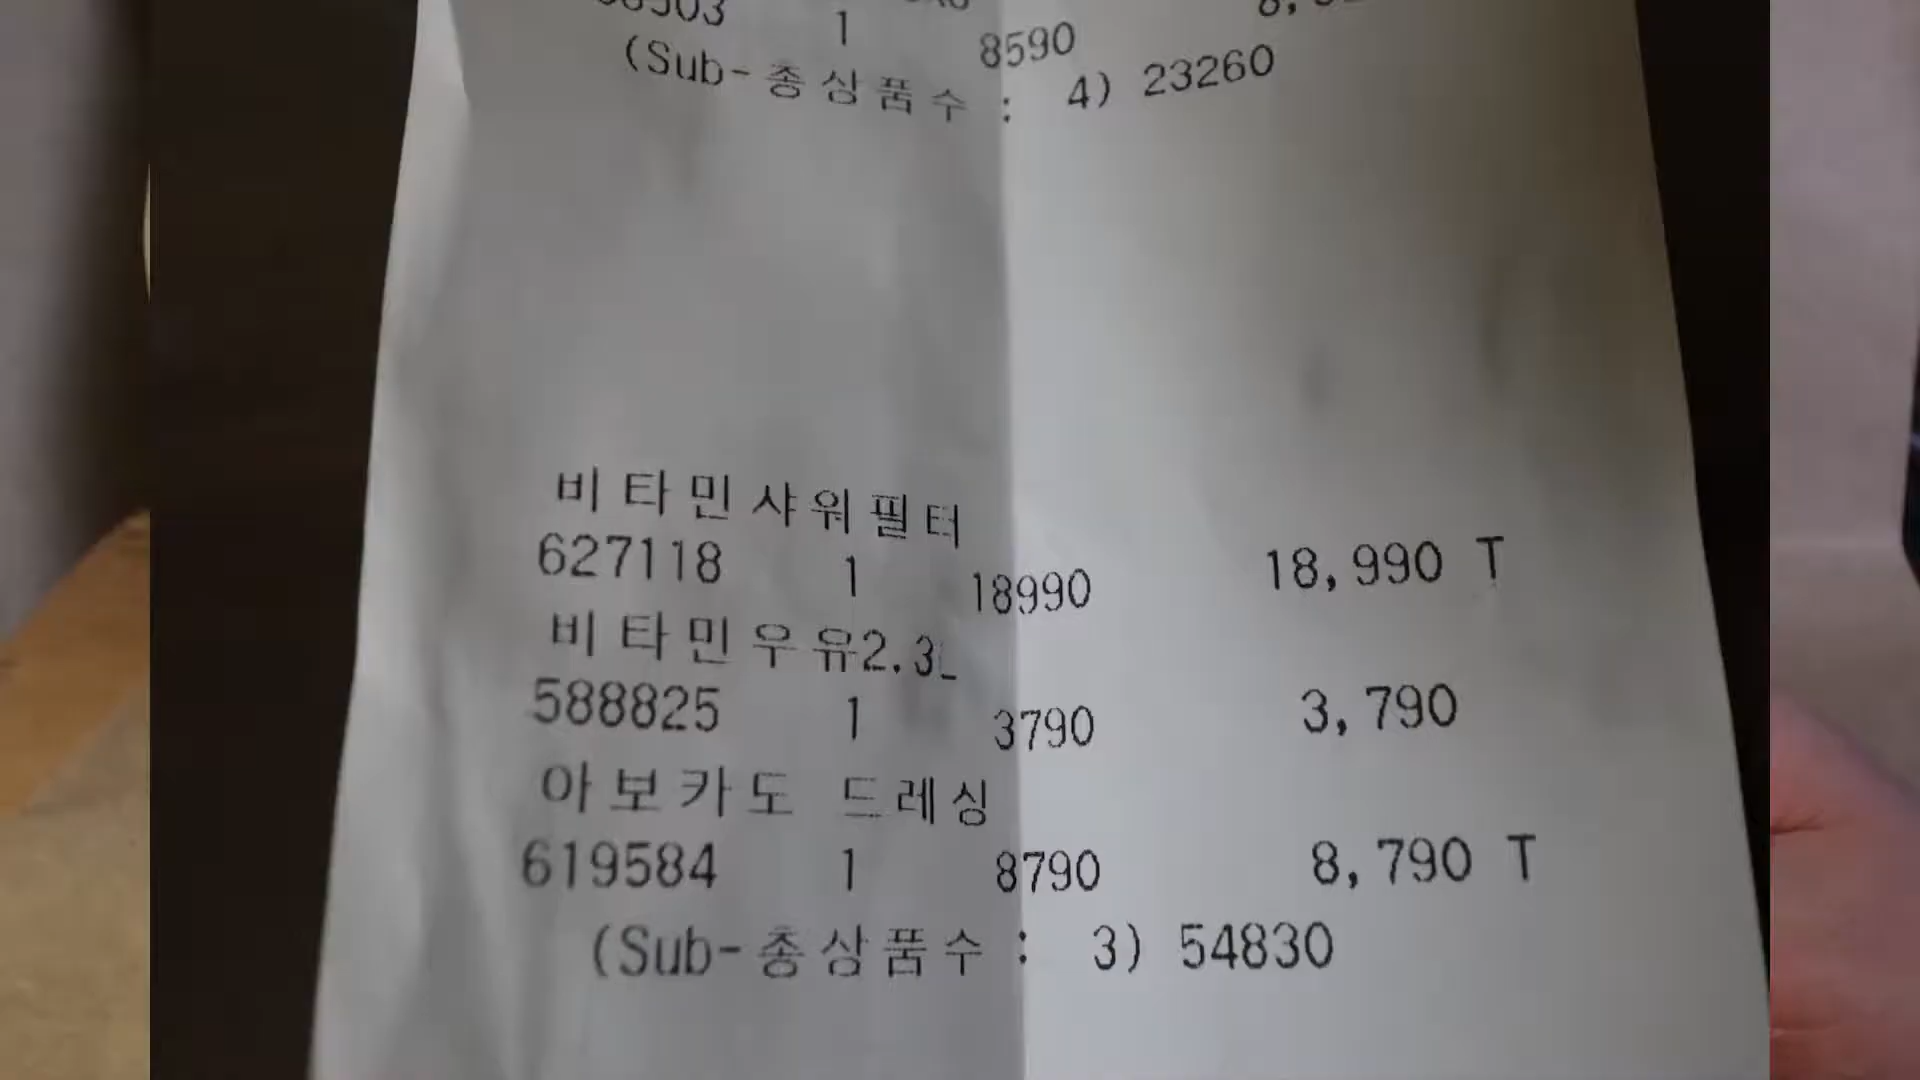 1 8590
(Sub-총상품수 : 4) 23260
비타민샤워필터
627118 1 18990 18,990 T
비타민우유2.3L
588825 1 3790 3,790
아보카도 드레싱
619584 1 8790 8,790 T
(Sub-총상품수 : 3) 54830